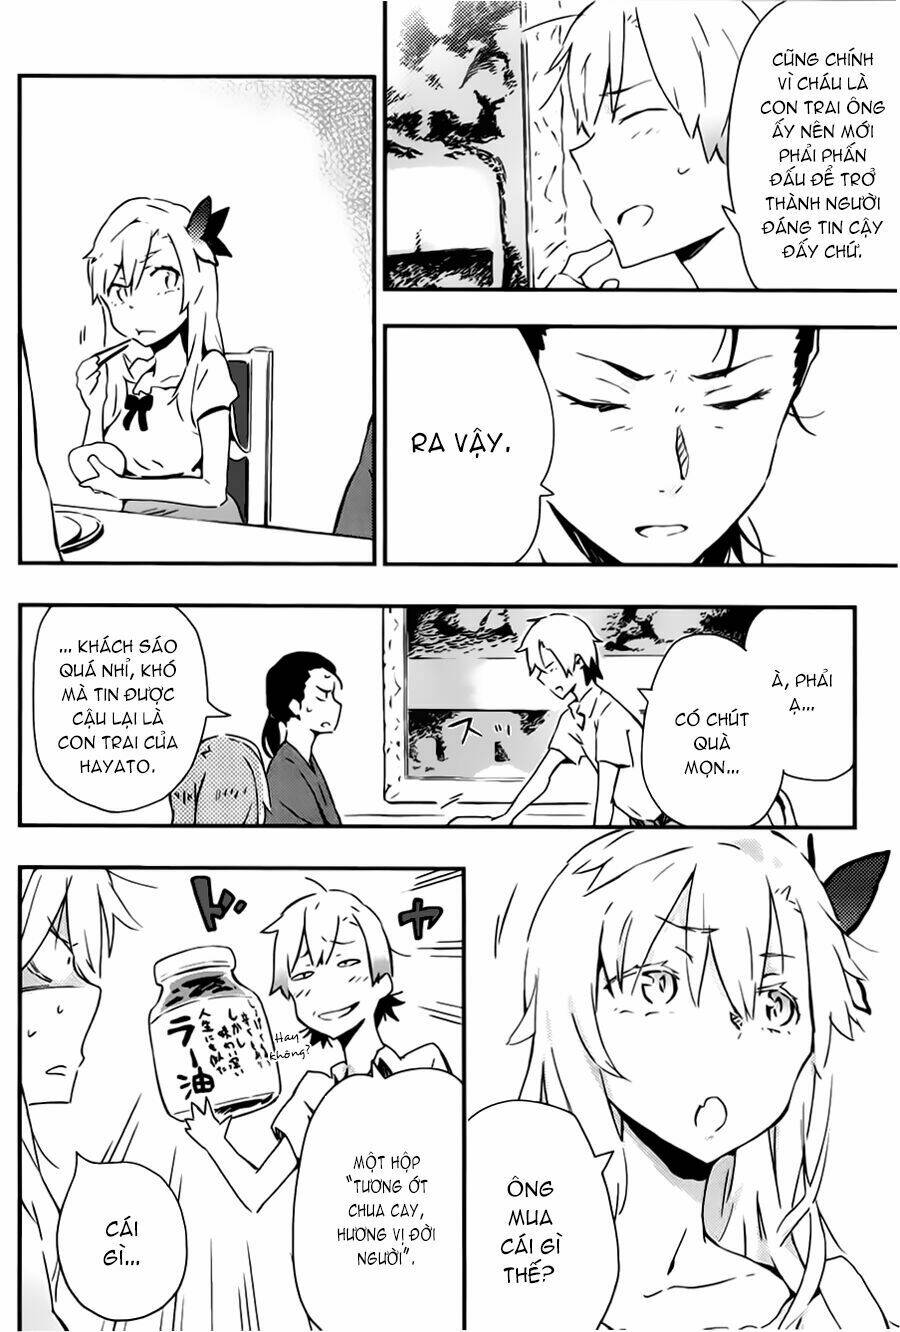 CŨNG CHÍNH
VÌ CHÁU LÀ
CON TRAI ÔNG
ẤY NÊN MỚI
PHẢI PHẤN
ĐẤU ĐỂ TRỞ
THÀNH NGƯỜI
ĐÁNG TIN CẬY
ĐẤY CHỨ.
RA VẬY.
... KHÁCH SÁO
QUÁ NHỈ, KHÓ
MÀ TIN ĐƯỢC
CẬU LẠI LÀ
CON TRAI CỦA
HAYATO.
À, PHẢI
Ạ...
CÓ CHÚT
QUÀ
MỌN...
スッ
ドヤ
ラー油
Hay
không?
CÁI
GÌ...
MỘT HỘP
“TƯƠNG ỚT
CHUA CAY,
HƯƠNG VỊ ĐỜI
NGƯỜI”.
ÔNG
MUA
CÁI GÌ
THẾ?